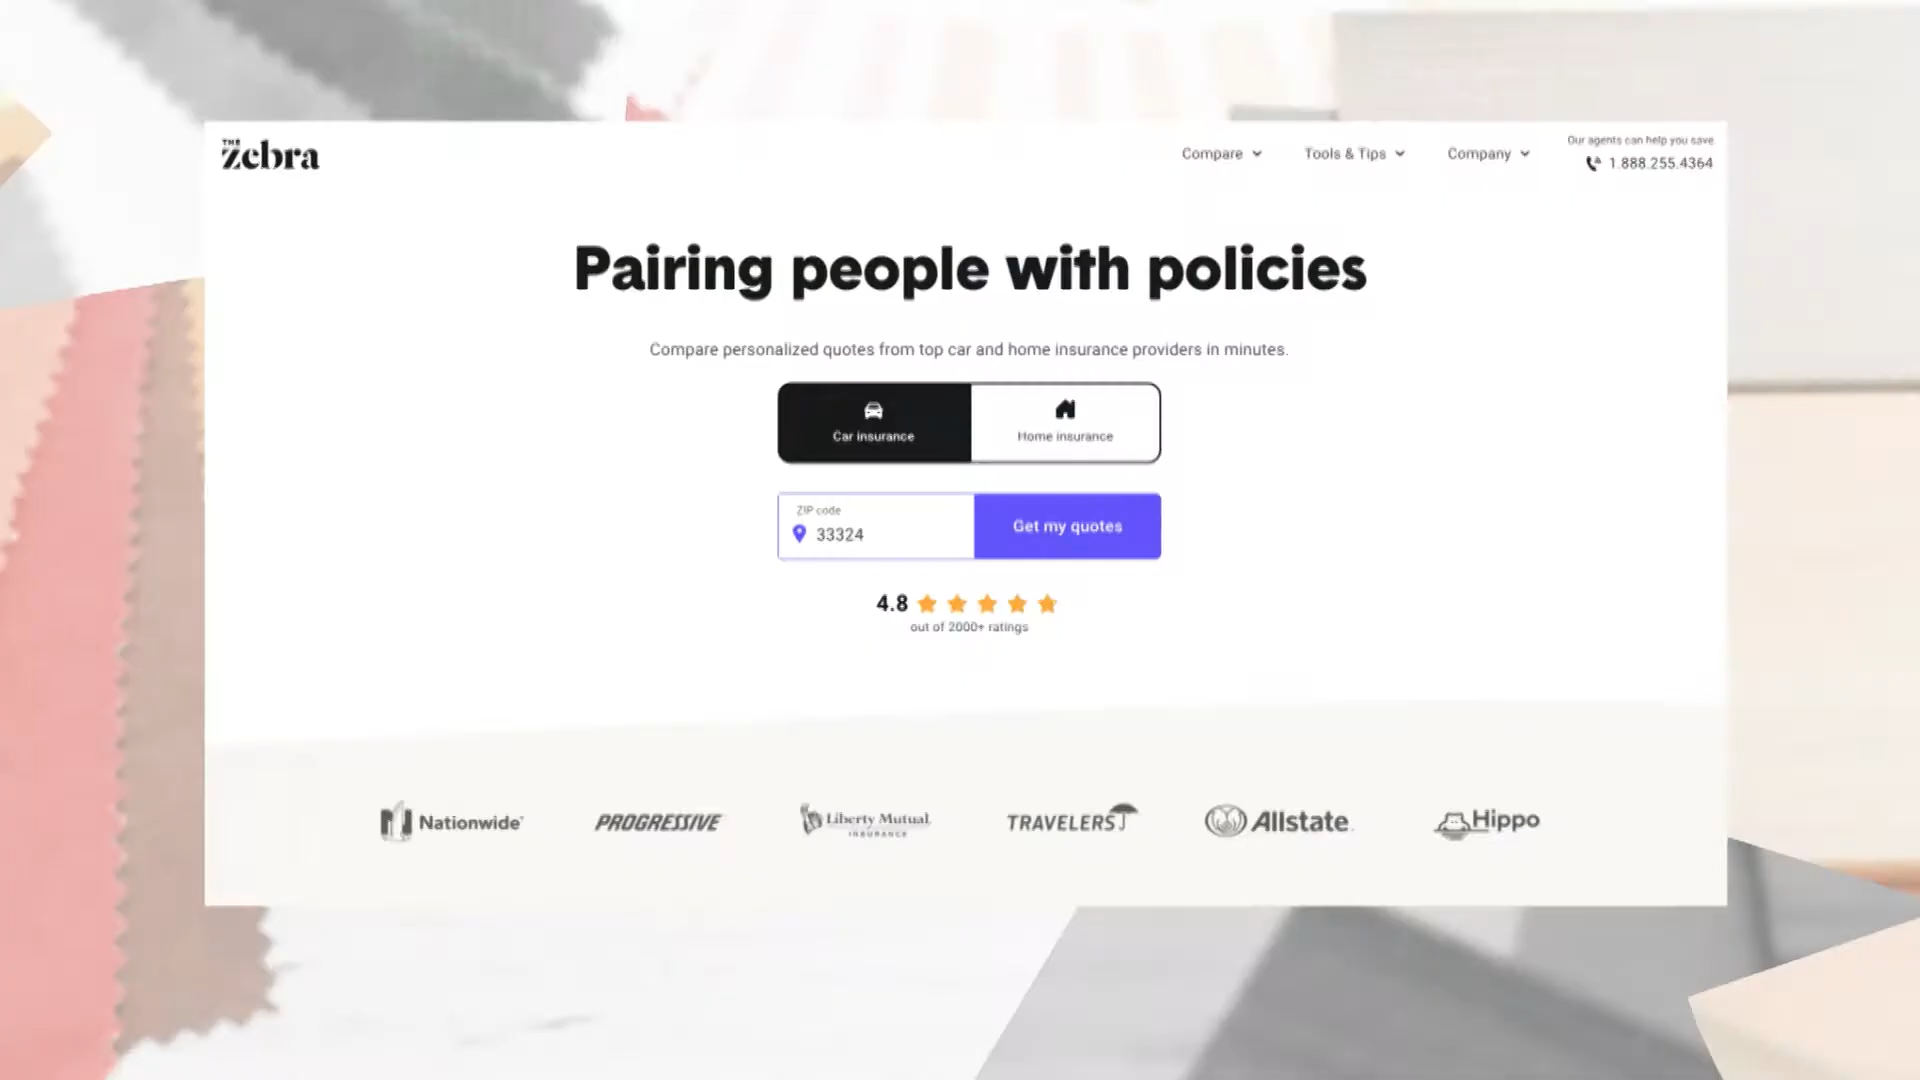 THE
Zebra
Compare
Tools & Tips
Company
Our agents can help you save
1.888.255.4364
Pairing people with policies
Compare personalized quotes from top car and home insurance providers in minutes.
Car insurance
Home insurance
ZIP code
33324
Get my quotes
4.8
out of 2000+ ratings
Nationwide
PROGRESSIVE
Liberty Mutual
INSURANCE
TRAVELERS
Allstate
Hippo